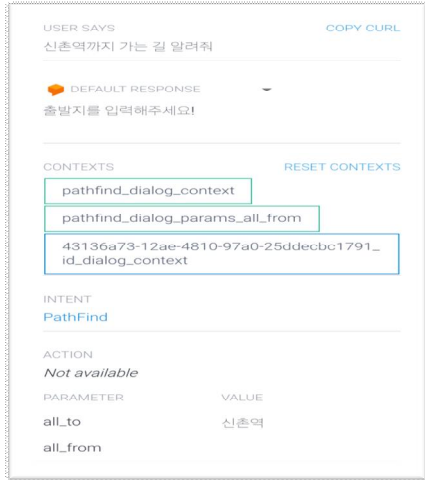 USER SAYS COPY CURL
신촌역까지 가는 길 알려줘
DEFAULT RESPONSE
출발지를 입력해주세요!
CONTEXTS RESET CONTEXTS
pathfind_dialog_context
pathfind_dialog_params_all_from
43136a73-12ae-4810-97a0-25ddecbc1791_
id_dialog_context
INTENT
PathFind
ACTION
Not available
PARAMETER VALUE
all_to 신촌역
all_from